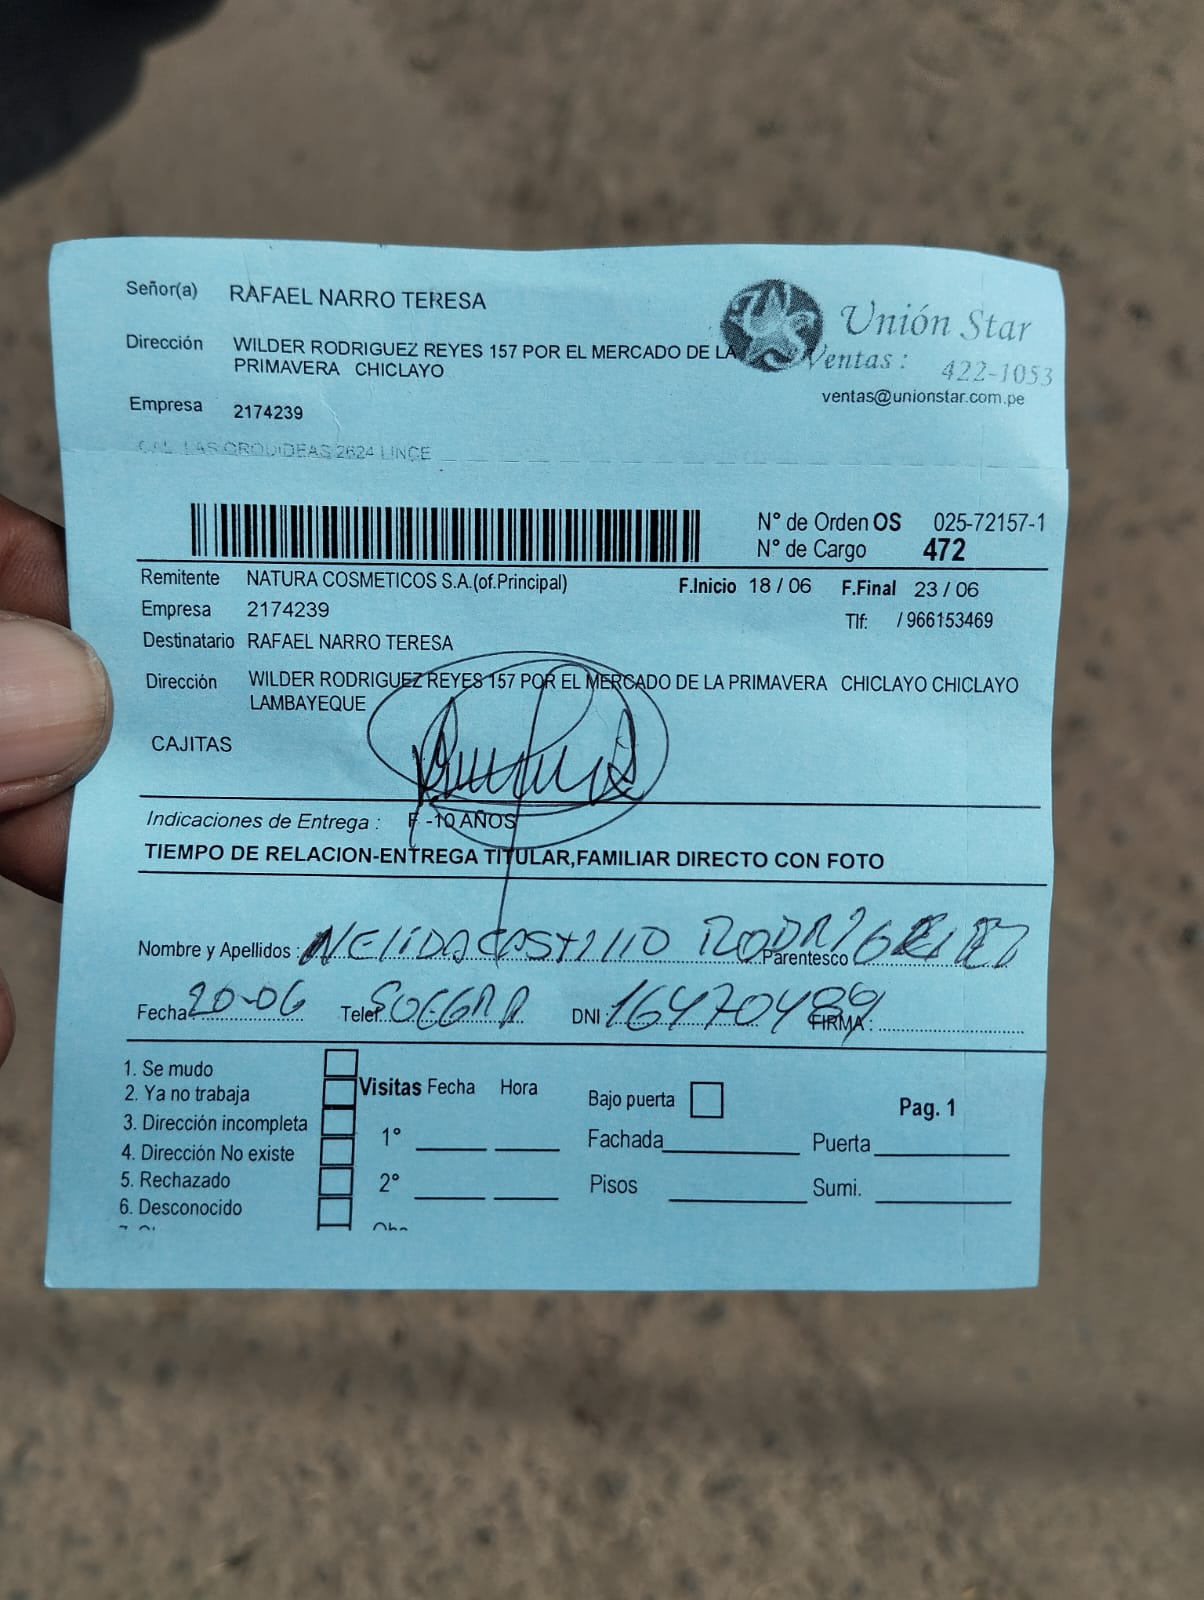 Señor(a) RAFAEL NARRO TERESA
Unión Star
Dirección WILDER RODRIGUEZ REYES 157 POR EL MERCADO DE LA
PRIMAVERA CHICLAYO
Ventas : 422-1053
ventas@unionstar.com.pe
Empresa 2174239
CAL. LAS ORQUIDEAS 2624 LINCE
N° de Orden OS 025-72157-1
N° de Cargo 472
Remitente NATURA COSMETICOS S.A.(of.Principal) F.Inicio 18 / 06 F.Final 23 / 06
Empresa 2174239 Tlf: / 966153469
Destinatario RAFAEL NARRO TERESA
Dirección WILDER RODRIGUEZ REYES 157 POR EL MERCADO DE LA PRIMAVERA CHICLAYO CHICLAYO
LAMBAYEQUE
CAJITAS
Indicaciones de Entrega : F -10 AÑOS
TIEMPO DE RELACION-ENTREGA TITULAR,FAMILIAR DIRECTO CON FOTO
Nombre y Apellidos : NELIDA CASTILLO RODRIGUEZ Parentesco
Fecha 20-06 Telef. SUEGRA DNI : 16470489 FIRMA :
1. Se mudo
2. Ya no trabaja
3. Dirección incompleta
4. Dirección No existe
5. Rechazado
6. Desconocido
Visitas Fecha Hora
1°
2°
Bajo puerta Pag. 1
Fachada Puerta
Pisos Sumi.